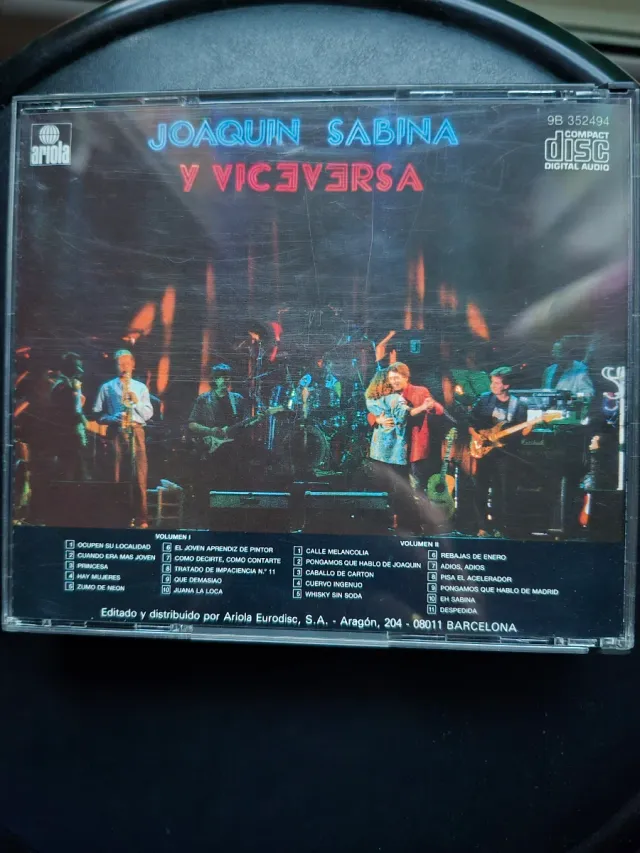 ariola
JOAQUIN SABINA
Y VICEVERSA
9B 352494
COMPACT
disc
DIGITAL AUDIO
VOLUMEN I
1 OCUPEN SU LOCALIDAD
2 CUANDO ERA MAS JOVEN
3 PRINCESA
4 HAY MUJERES
5 ZUMO DE NEON
6 EL JOVEN APRENDIZ DE PINTOR
7 COMO DECIRTE, COMO CONTARTE
8 TRATADO DE IMPACIENCIA N.° 11
9 QUE DEMASIAO
10 JUANA LA LOCA
VOLUMEN II
1 CALLE MELANCOLIA
2 PONGAMOS QUE HABLO DE JOAQUIN
3 CABALLO DE CARTON
4 CUERVO INGENUO
5 WHISKY SIN SODA
6 REBAJAS DE ENERO
7 ADIOS, ADIOS
8 PISA EL ACELERADOR
9 PONGAMOS QUE HABLO DE MADRID
10 EH SABINA
11 DESPEDIDA
Editado y distribuido por Ariola Eurodisc, S.A. - Aragón, 204 - 08011 BARCELONA